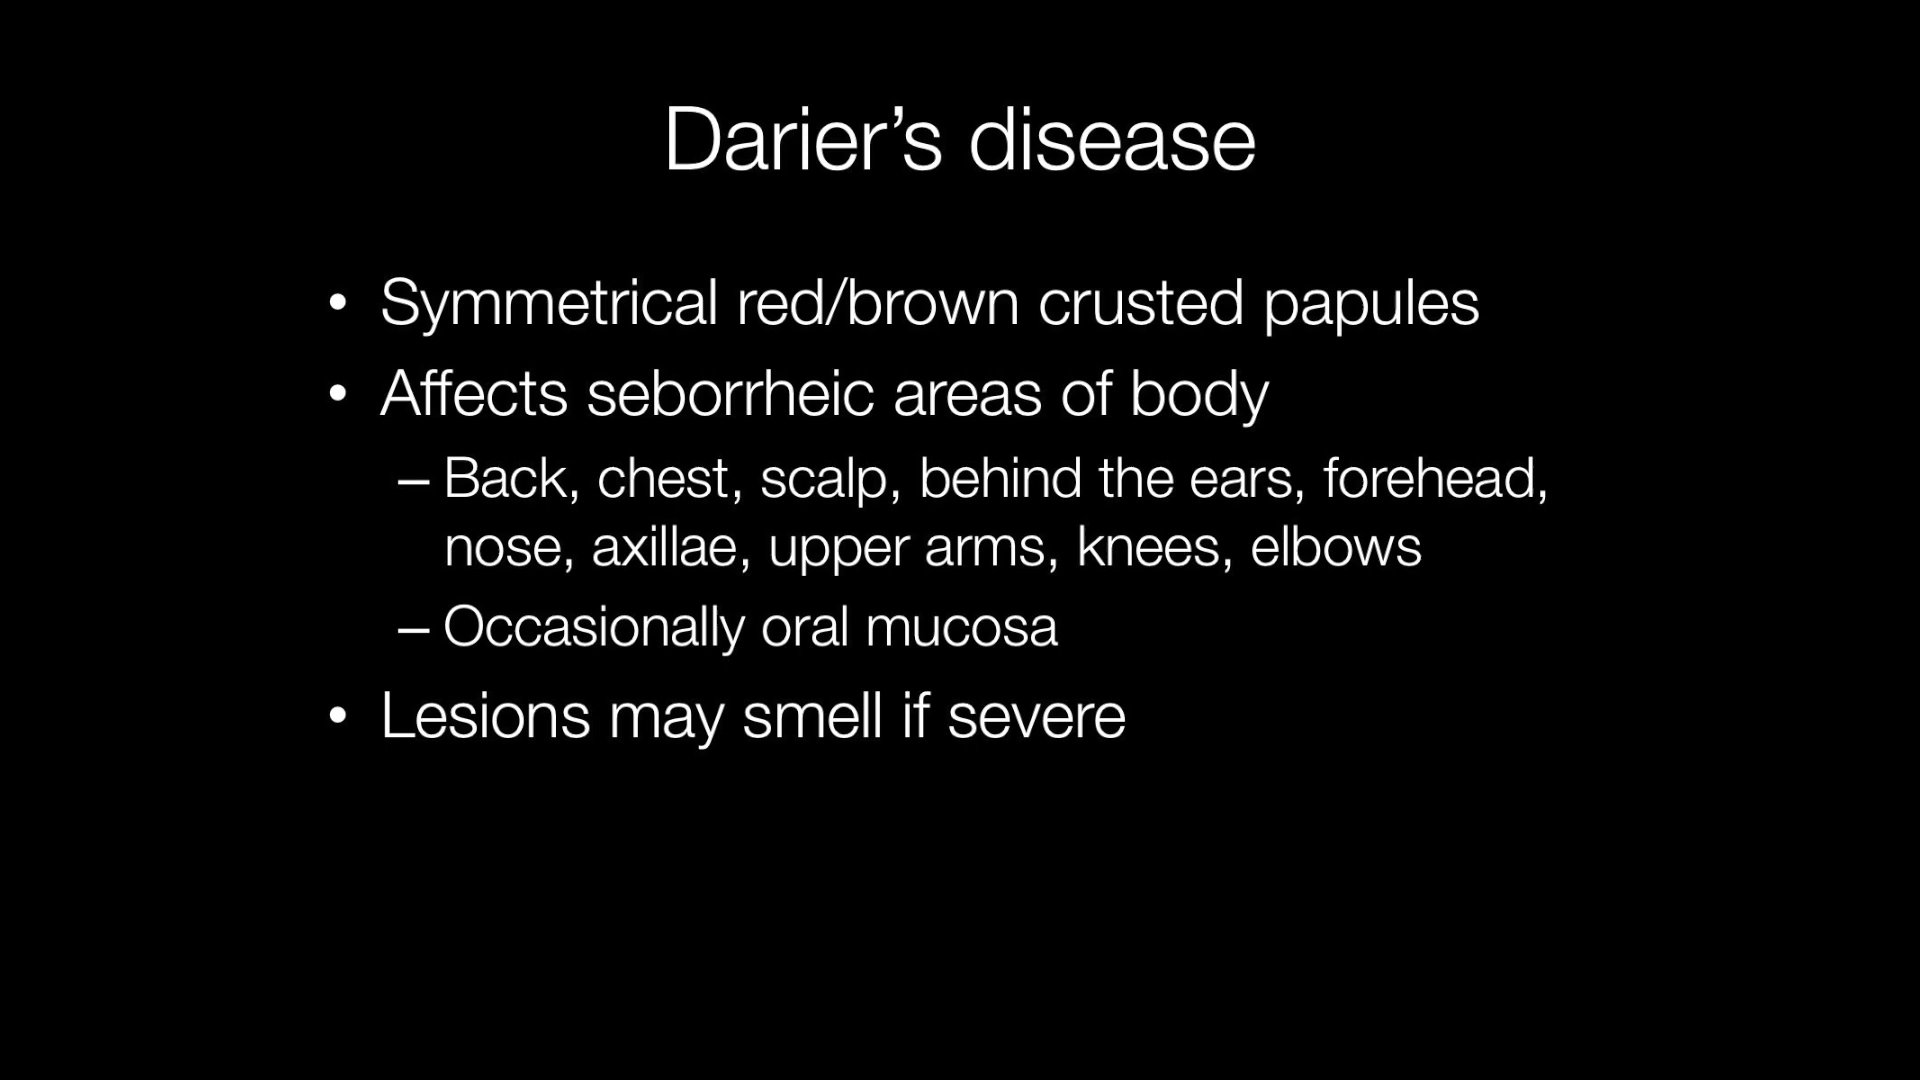 Darier’s disease
• Symmetrical red/brown crusted papules
• Affects seborrheic areas of body
– Back, chest, scalp, behind the ears, forehead,
nose, axillae, upper arms, knees, elbows
– Occasionally oral mucosa
• Lesions may smell if severe